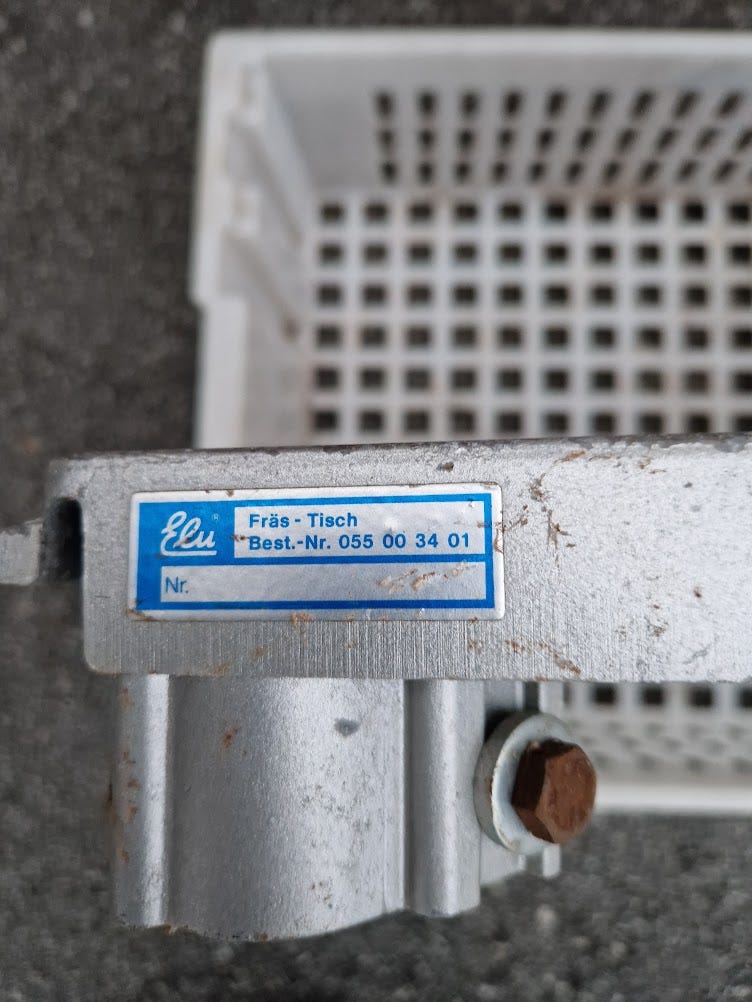 Elu ®
Fräs - Tisch
Best.-Nr. 055 00 34 01
Nr.